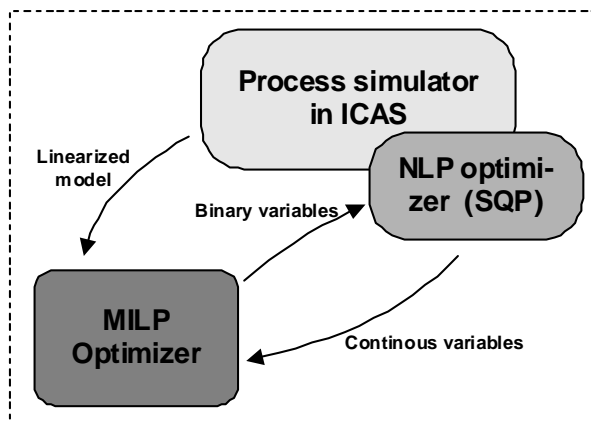 Process simulator
in ICAS
Linearized
model
NLP optimi-
zer (SQP)
Binary variables
MILP
Optimizer
Continous variables